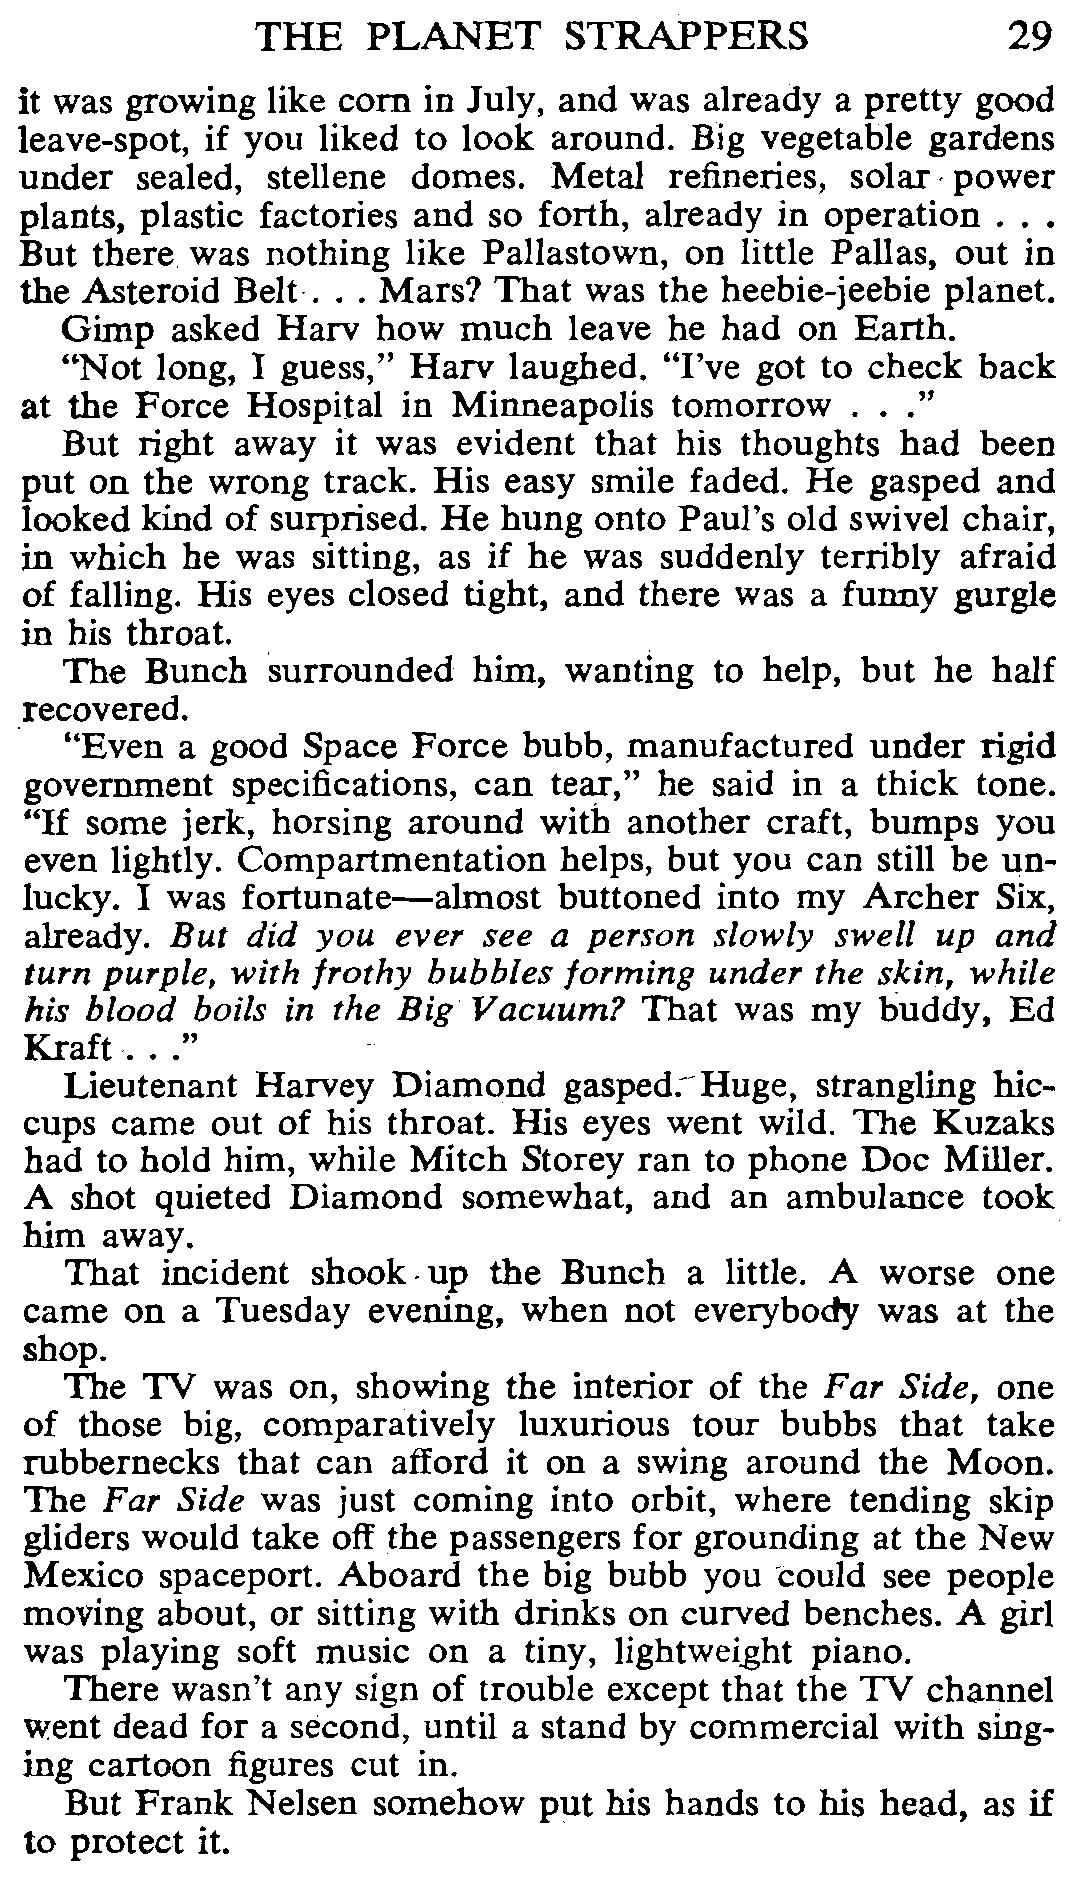 THE PLANET STRAPPERS 29
it was growing like corn in July, and was already a pretty good
leave-spot, if you liked to look around. Big vegetable gardens
under sealed, stellene domes. Metal refineries, solar power
plants, plastic factories and so forth, already in operation . . .
But there was nothing like Pallastown, on little Pallas, out in
the Asteroid Belt . . . Mars? That was the heebie-jeebie planet.
Gimp asked Harv how much leave he had on Earth.
“Not long, I guess,” Harv laughed. “I’ve got to check back
at the Force Hospital in Minneapolis tomorrow . . .”
But right away it was evident that his thoughts had been
put on the wrong track. His easy smile faded. He gasped and
looked kind of surprised. He hung onto Paul’s old swivel chair,
in which he was sitting, as if he was suddenly terribly afraid
of falling. His eyes closed tight, and there was a funny gurgle
in his throat.
The Bunch surrounded him, wanting to help, but he half
recovered.
“Even a good Space Force bubb, manufactured under rigid
government specifications, can tear,” he said in a thick tone.
“If some jerk, horsing around with another craft, bumps you
even lightly. Compartmentation helps, but you can still be un-
lucky. I was fortunate—almost buttoned into my Archer Six,
already. But did you ever see a person slowly swell up and
turn purple, with frothy bubbles forming under the skin, while
his blood boils in the Big Vacuum? That was my buddy, Ed
Kraft . . .”
Lieutenant Harvey Diamond gasped. Huge, strangling hic-
cups came out of his throat. His eyes went wild. The Kuzaks
had to hold him, while Mitch Storey ran to phone Doc Miller.
A shot quieted Diamond somewhat, and an ambulance took
him away.
That incident shook up the Bunch a little. A worse one
came on a Tuesday evening, when not everybody was at the
shop.
The TV was on, showing the interior of the Far Side, one
of those big, comparatively luxurious tour bubbs that take
rubbernecks that can afford it on a swing around the Moon.
The Far Side was just coming into orbit, where tending skip
gliders would take off the passengers for grounding at the New
Mexico spaceport. Aboard the big bubb you could see people
moving about, or sitting with drinks on curved benches. A girl
was playing soft music on a tiny, lightweight piano.
There wasn’t any sign of trouble except that the TV channel
went dead for a second, until a stand by commercial with sing-
ing cartoon figures cut in.
But Frank Nelsen somehow put his hands to his head, as if
to protect it.